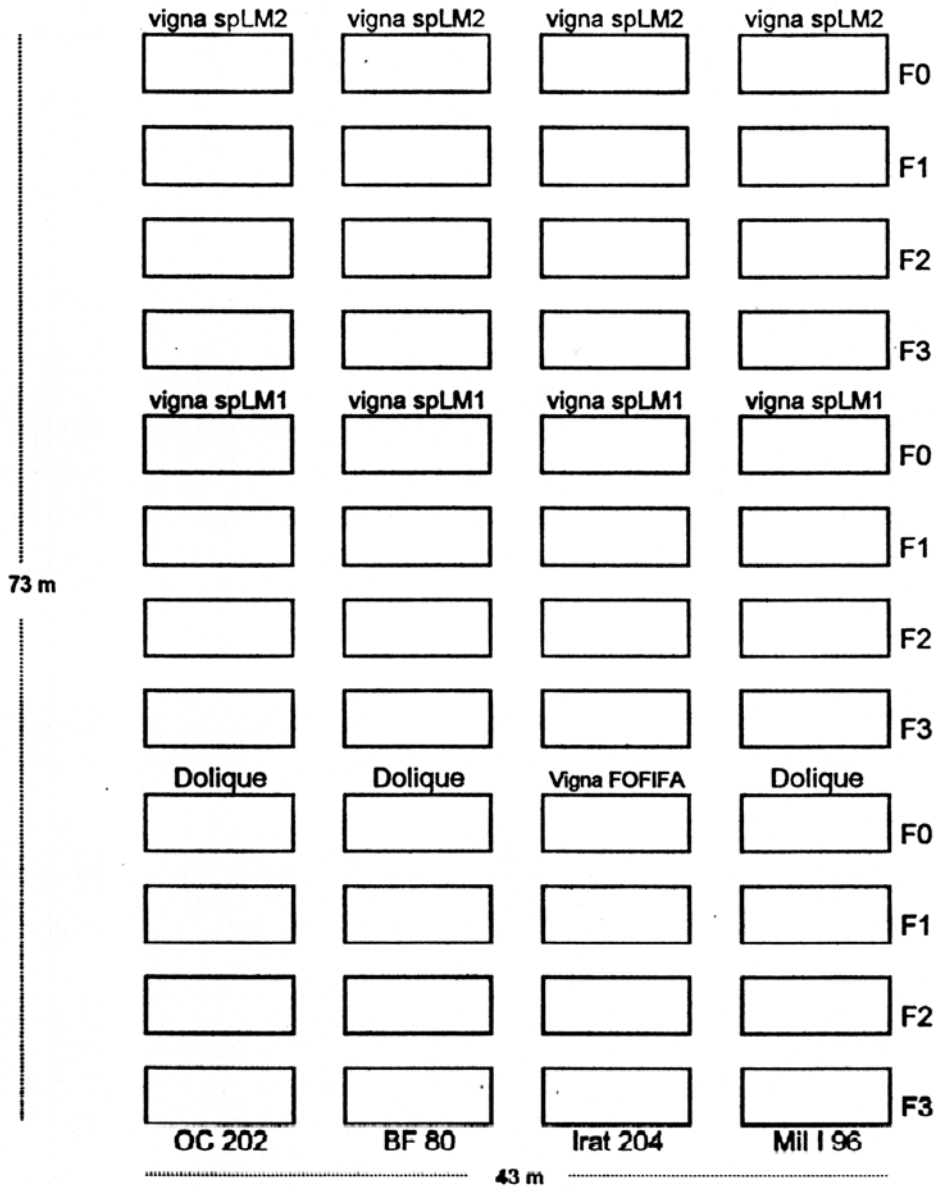 vigna spLM2 vigna spLM2 vigna spLM2 vigna spLM2
F0
F1
F2
F3
vigna spLM1 vigna spLM1 vigna spLM1 vigna spLM1
F0
F1
73 m
F2
F3
Dolique Dolique Vigna FOFIFA Dolique
F0
F1
F2
F3
OC 202 BF 80 Irat 204 Mil I 96
43 m